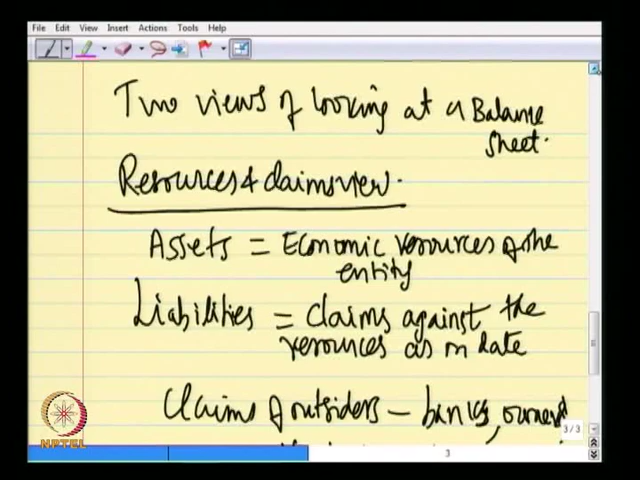 File Edit View Insert Actions Tools Help
Two views of looking at a Balance
Sheet.
Resources & claims view.
Assets = Economic resources of the
entity
Liabilities = claims against the
resources as on date
Claims of outsiders – banks, owners
3/3
NPTEL
3